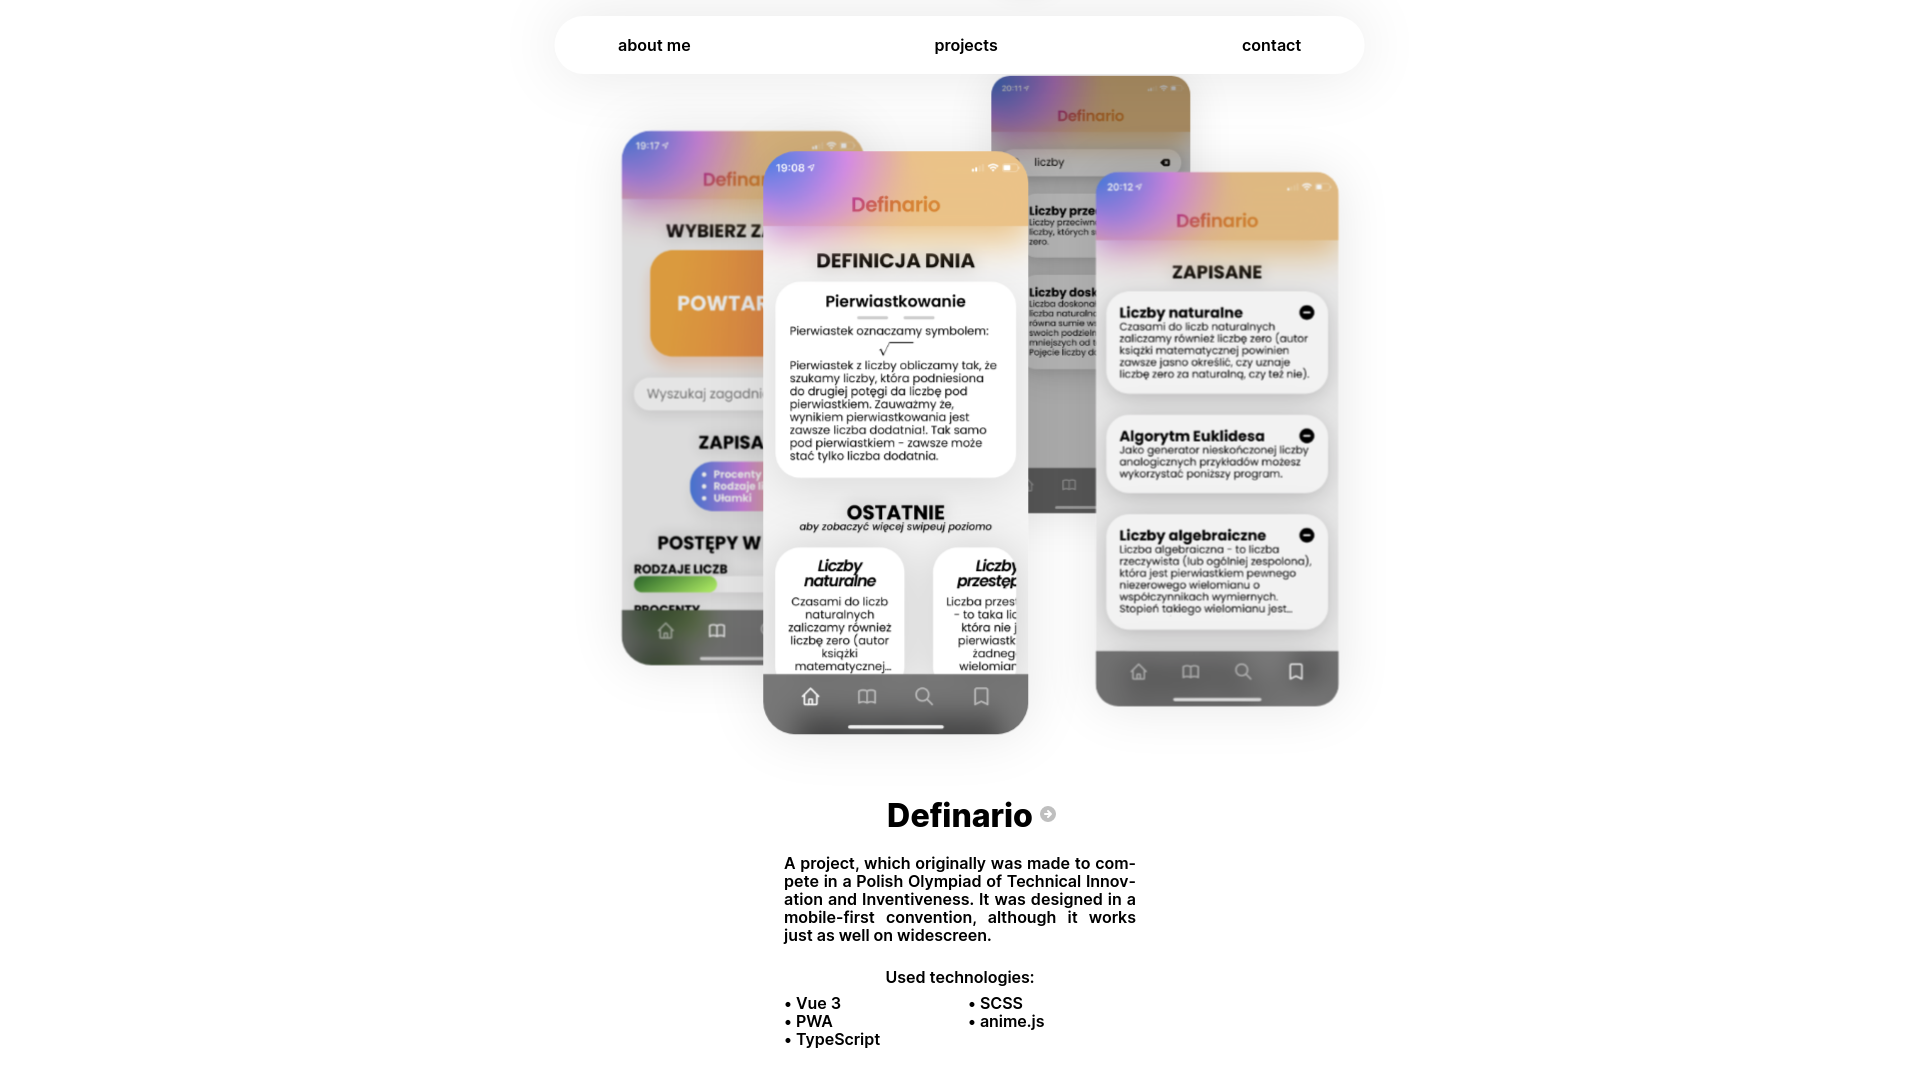 about me
projects
contact
19:17
Definar
WYBIERZ ZA
POWTAR
Wyszukaj zagadni
ZAPISA
• Procenty
• Rodzaje li
• Ułamki
POSTĘPY W
RODZAJE LICZB
PROCENTY
19:08
Definario
DEFINICJA DNIA
Pierwiastkowanie
Pierwiastek oznaczamy symbolem:
√
Pierwiastek z liczby obliczamy tak, że
szukamy liczby, która podniesiona
do drugiej potęgi da liczbę pod
pierwiastkiem. Zauważmy że,
wynikiem pierwiastkowania jest
zawsze liczba dodatnia!. Tak samo
pod pierwiastkiem - zawsze może
stać tylko liczba dodatnia.
OSTATNIE
aby zobaczyć więcej swipeuj poziomo
Liczby
naturalne
Czasami do liczb
naturalnych
zaliczamy również
liczbę zero (autor
książki
matematycznej...
Liczby
przestęp
Liczba przest
- to taka lic
która nie j
pierwiastk
żadneg
wielomian
20:11
Definario
liczby
Liczby prze
Liczby przeciwn
liczby, których s
zero.
Liczby dosk
Liczba doskona
liczba naturaln
równa sumie w
swoich podzieln
mniejszych od t
Pojęcie liczby do
20:12
Definario
ZAPISANE
Liczby naturalne
Czasami do liczb naturalnych
zaliczamy również liczbę zero (autor
książki matematycznej powinien
zawsze jasno określić, czy uznaje
liczbę zero za naturalną, czy też nie).
Algorytm Euklidesa
Jako generator nieskończonej liczby
analogicznych przykładów możesz
wykorzystać poniższy program.
Liczby algebraiczne
Liczba algebraiczna - to liczba
rzeczywista (lub ogólniej zespolona),
która jest pierwiastkiem pewnego
niezerowego wielomianu o
współczynnikach wymiernych.
Stopień takiego wielomianu jest...
Definario
A project, which originally was made to com-
pete in a Polish Olympiad of Technical Innov-
ation and Inventiveness. It was designed in a
mobile-first convention, although it works
just as well on widescreen.
Used technologies:
• Vue 3
• PWA
• TypeScript
• SCSS
• anime.js